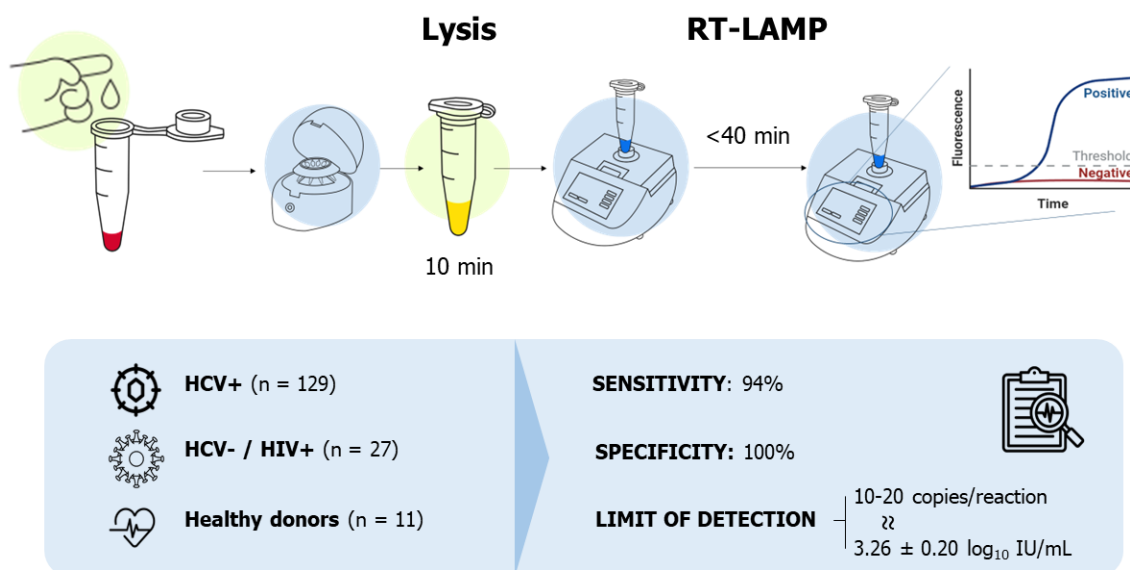 Lysis
RT-LAMP
10 min
<40 min
Fluorescence
Positive
Threshold
Negative
Time
HCV+ (n = 129)
HCV- / HIV+ (n = 27)
Healthy donors (n = 11)
SENSITIVITY: 94%
SPECIFICITY: 100%
LIMIT OF DETECTION
10-20 copies/reaction
≈
3.26 ± 0.20 log₁₀ IU/mL